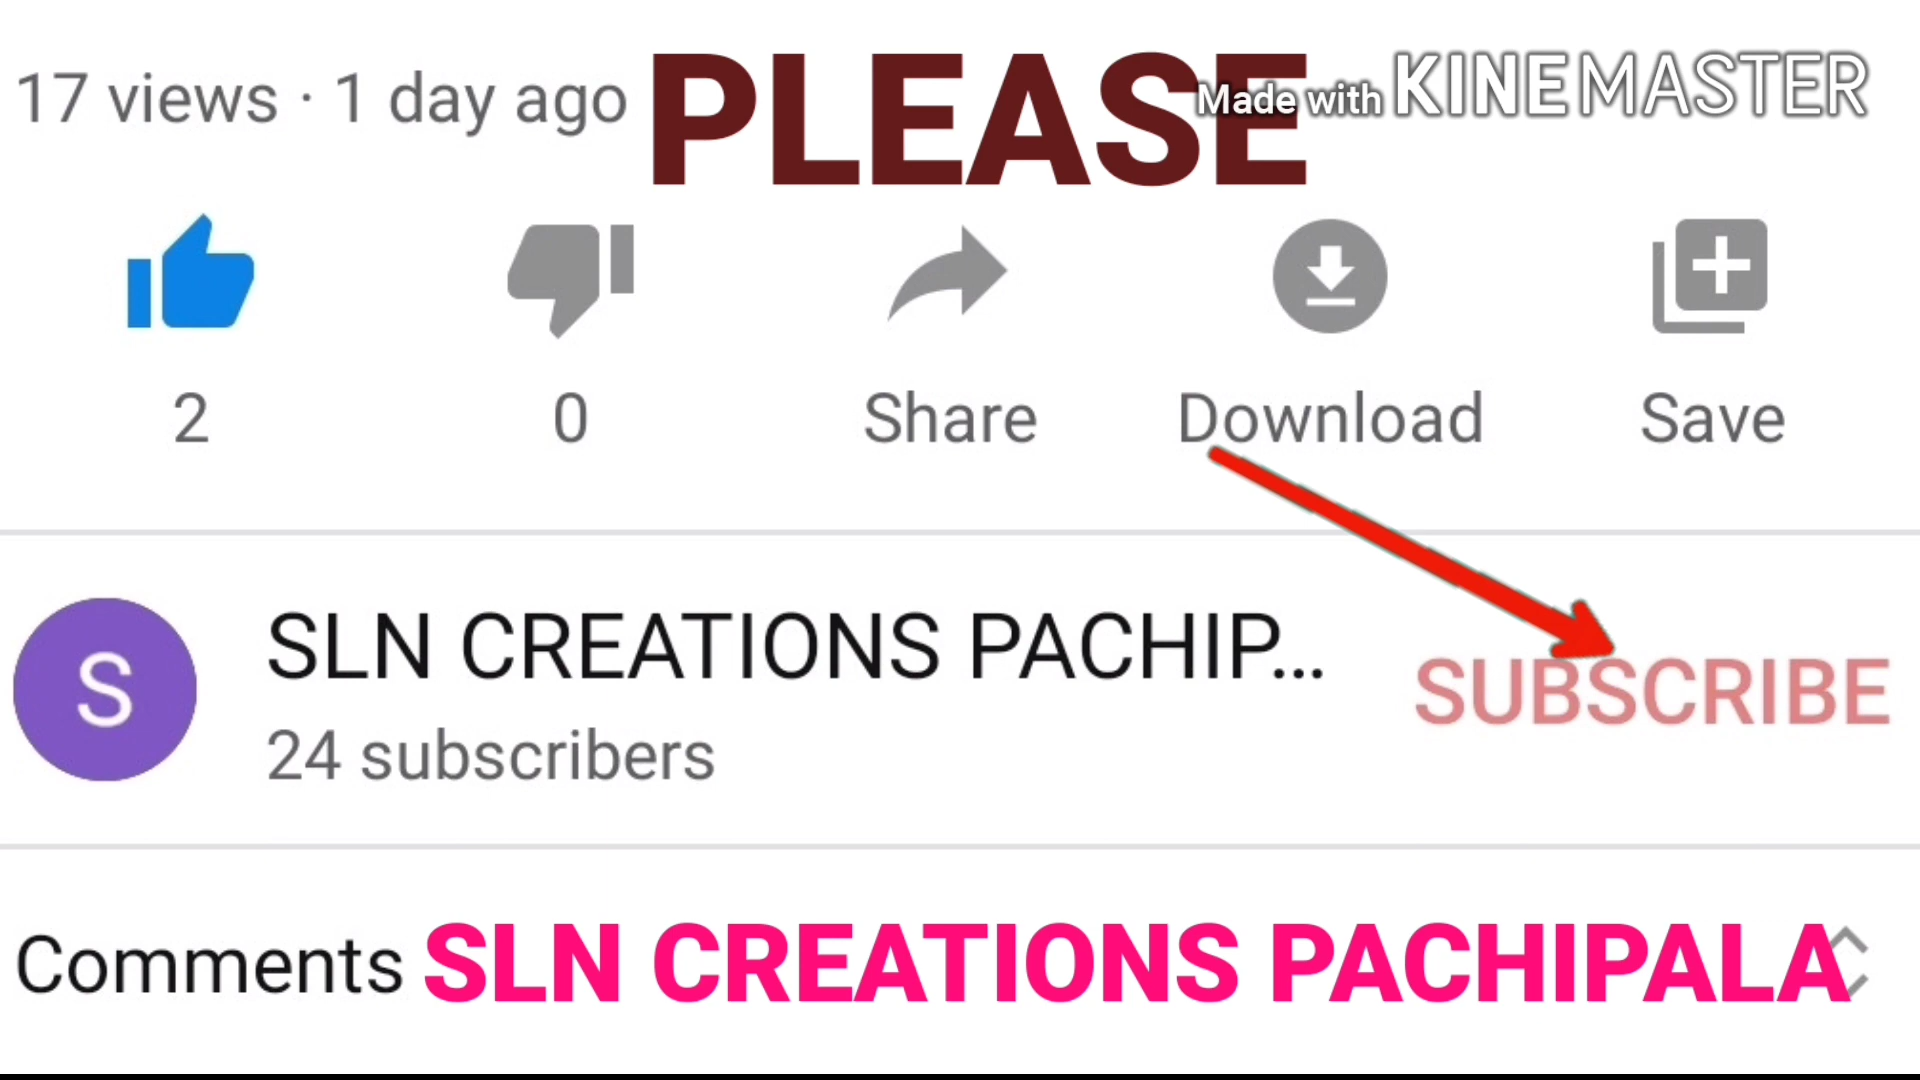 17 views · 1 day ago PLEASE
Made with KINEMASTER
2 0 Share Download Save
S
SLN CREATIONS PACHIP... SUBSCRIBE
24 subscribers
Comments SLN CREATIONS PACHIPALA